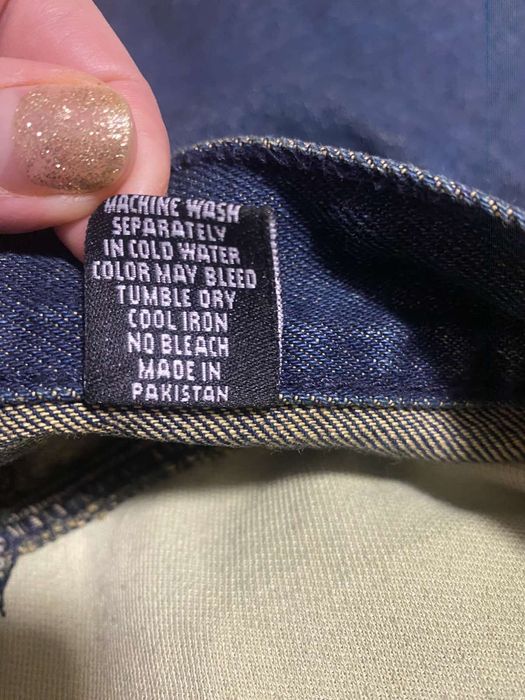 MACHINE WASH
SEPARATELY
IN COLD WATER
COLOR MAY BLEED
TUMBLE DRY
COOL IRON
NO BLEACH
MADE IN
PAKISTAN